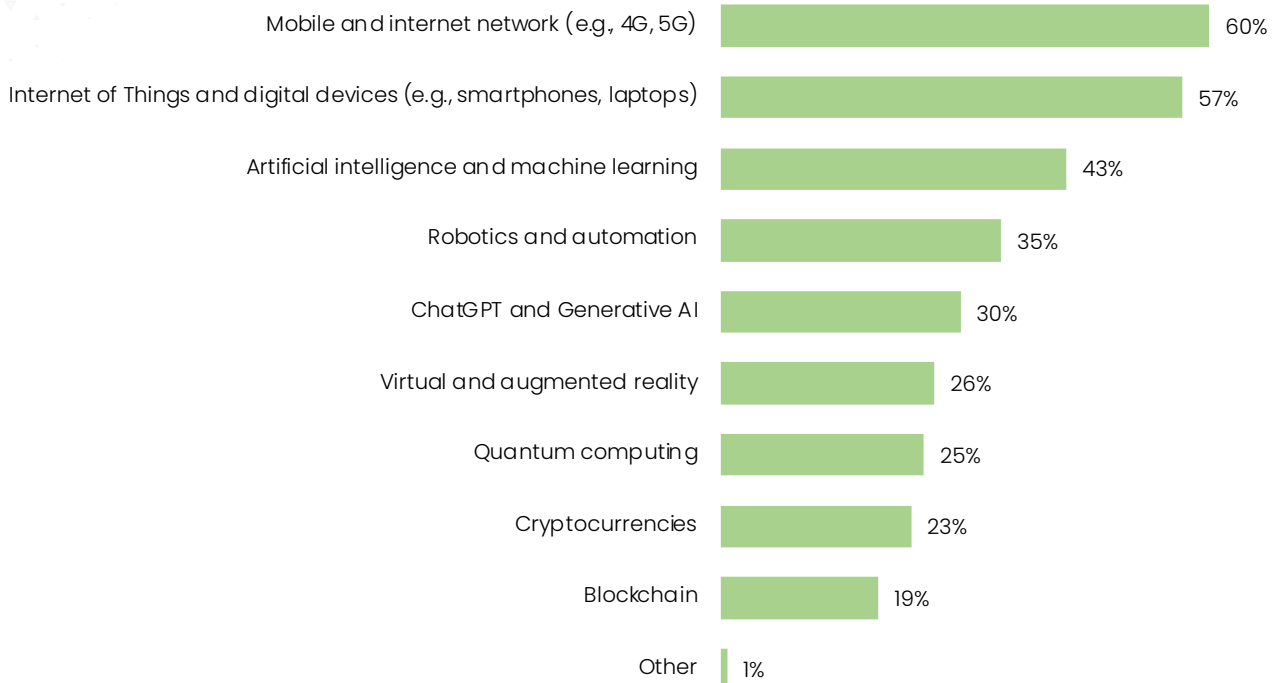 Mobile and internet network (e.g., 4G, 5G) 60%
Internet of Things and digital devices (e.g., smartphones, laptops) 57%
Artificial intelligence and machine learning 43%
Robotics and automation 35%
ChatGPT and Generative AI 30%
Virtual and augmented reality 26%
Quantum computing 25%
Cryptocurrencies 23%
Blockchain 19%
Other 1%